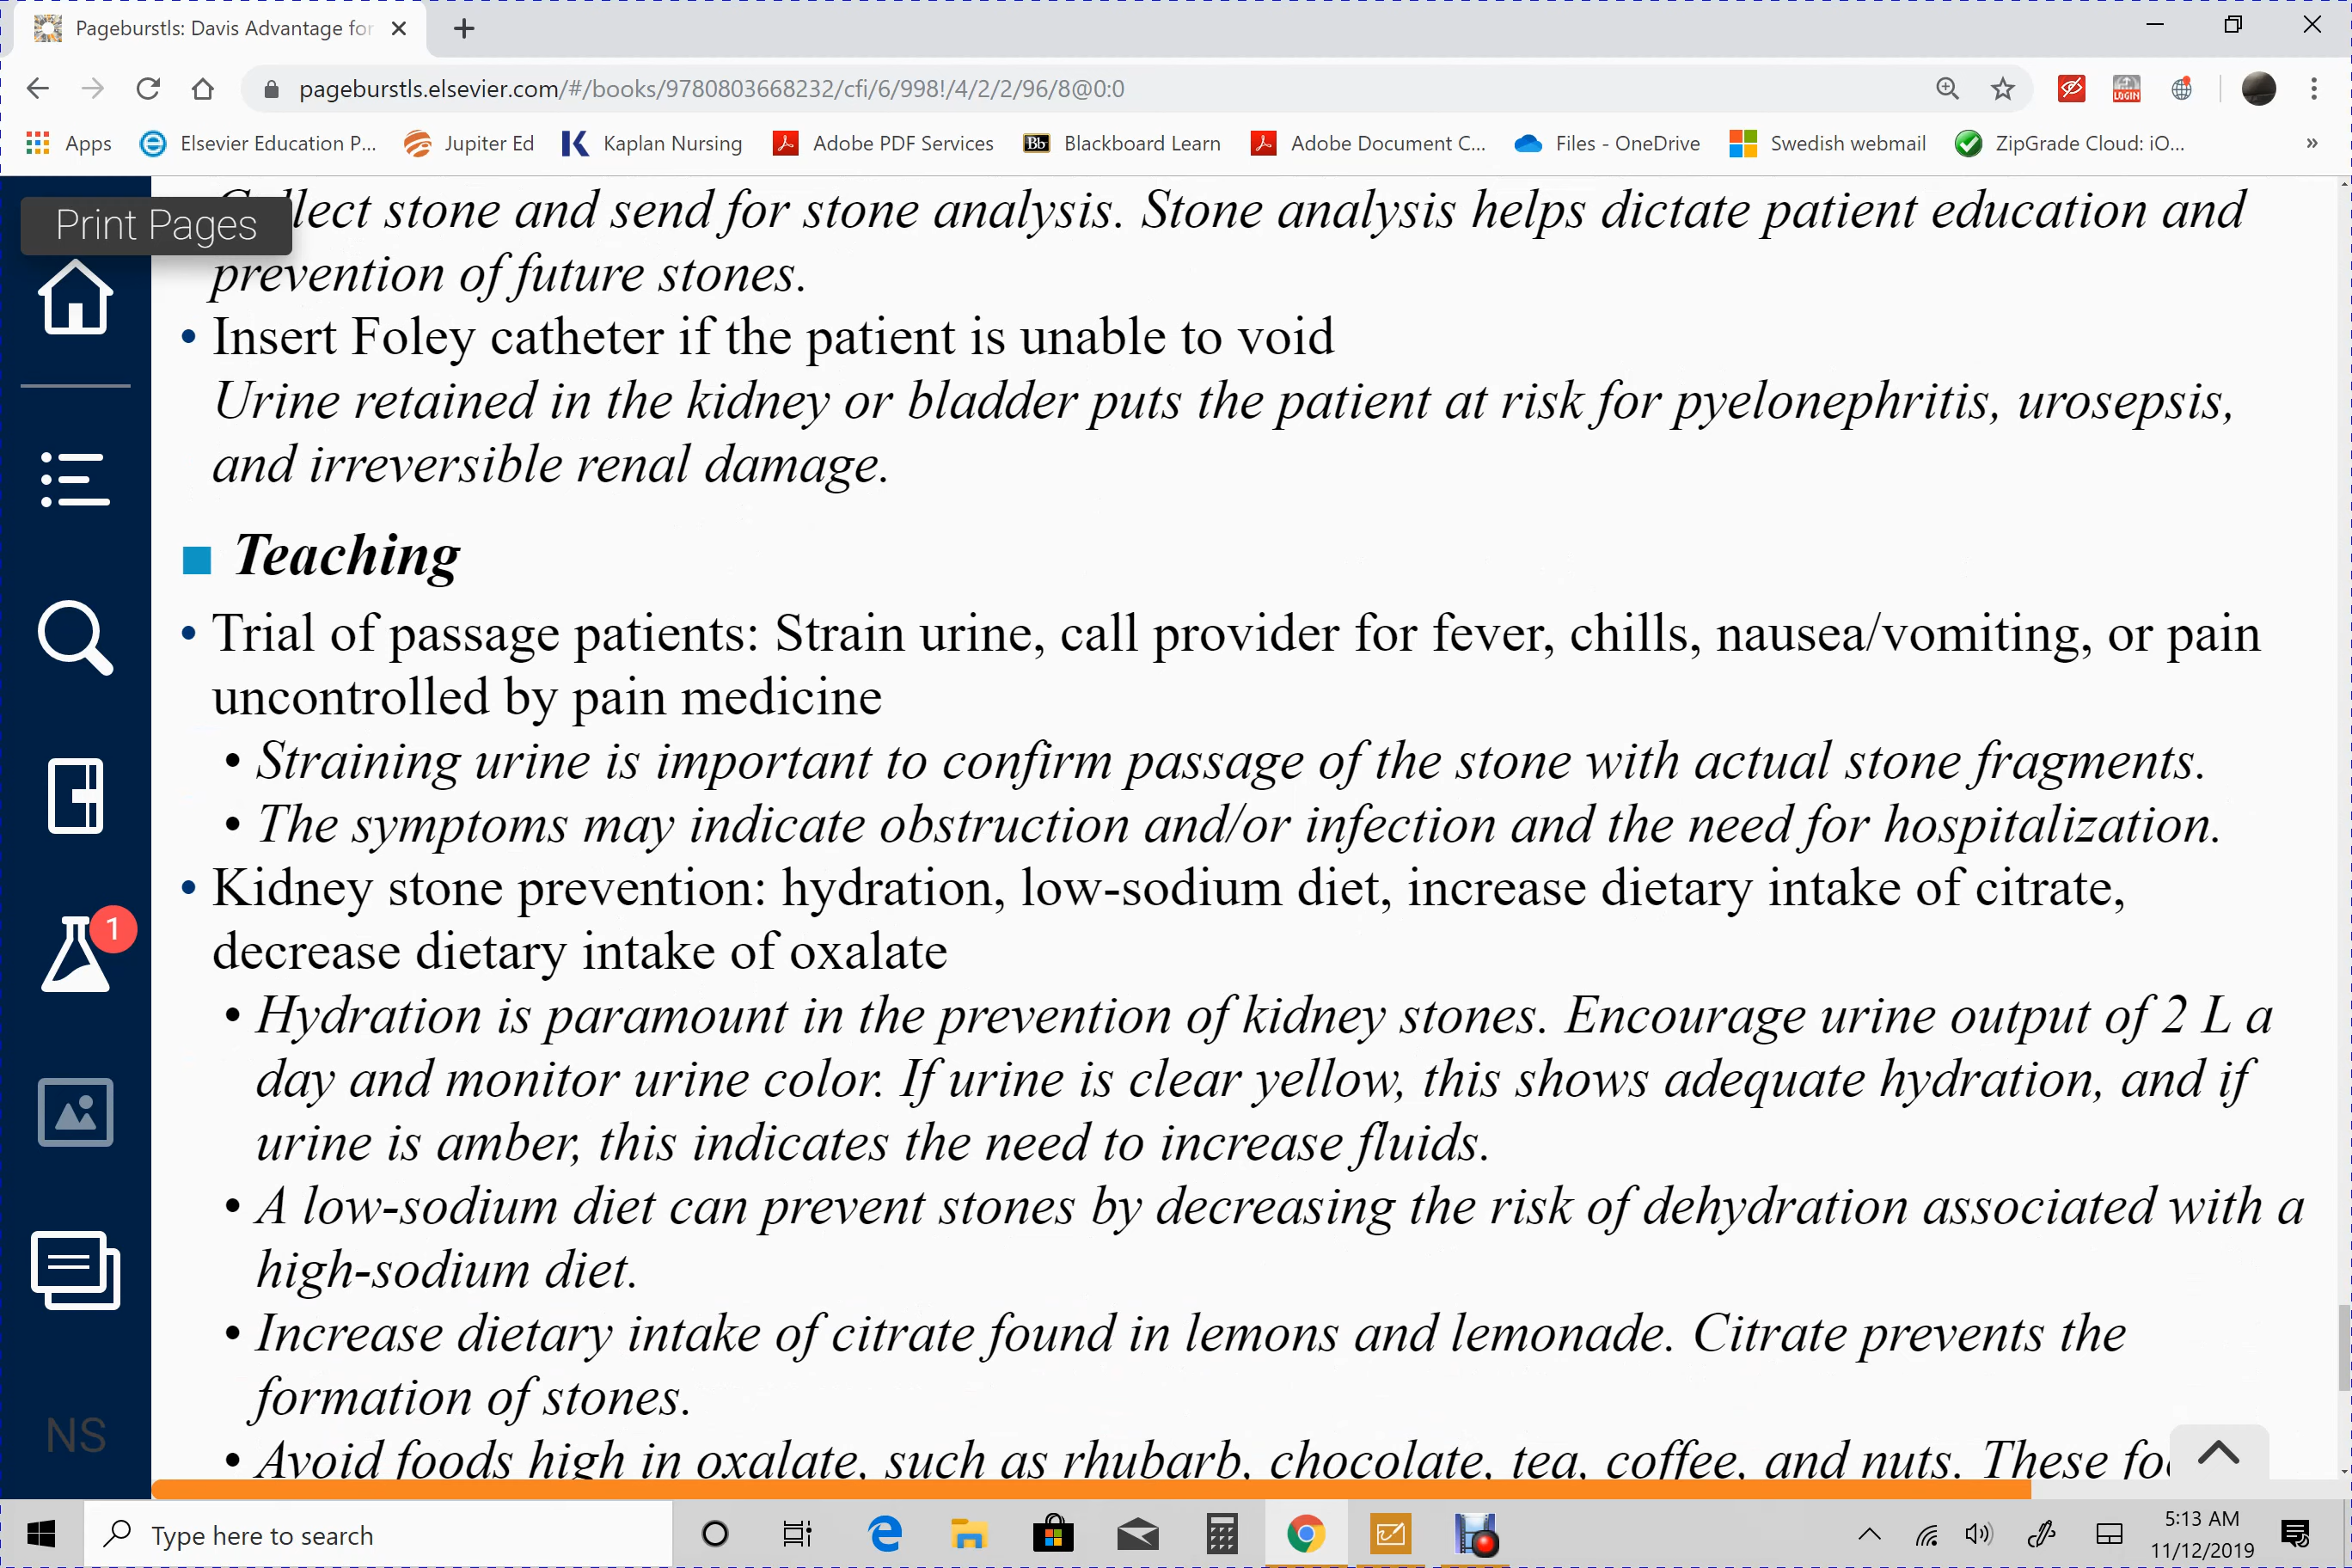 Pageburstls: Davis Advantage for
pageburstls.elsevier.com/#/books/9780803668232/cfi/6/998!/4/2/2/96/8@0:0
Apps Elsevier Education P... Jupiter Ed Kaplan Nursing Adobe PDF Services Bb Blackboard Learn Adobe Document C... Files - OneDrive Swedish webmail ZipGrade Cloud: iO... »
LOGIN
Print Pages
llect stone and send for stone analysis. Stone analysis helps dictate patient education and
prevention of future stones.
• Insert Foley catheter if the patient is unable to void
Urine retained in the kidney or bladder puts the patient at risk for pyelonephritis, urosepsis,
and irreversible renal damage.
■ Teaching
• Trial of passage patients: Strain urine, call provider for fever, chills, nausea/vomiting, or pain
uncontrolled by pain medicine
• Straining urine is important to confirm passage of the stone with actual stone fragments.
• The symptoms may indicate obstruction and/or infection and the need for hospitalization.
• Kidney stone prevention: hydration, low-sodium diet, increase dietary intake of citrate,
decrease dietary intake of oxalate
1
• Hydration is paramount in the prevention of kidney stones. Encourage urine output of 2 L a
day and monitor urine color. If urine is clear yellow, this shows adequate hydration, and if
urine is amber, this indicates the need to increase fluids.
• A low-sodium diet can prevent stones by decreasing the risk of dehydration associated with a
high-sodium diet.
• Increase dietary intake of citrate found in lemons and lemonade. Citrate prevents the
formation of stones.
NS
• Avoid foods high in oxalate, such as rhubarb, chocolate, tea, coffee, and nuts. These fo
Type here to search
5:13 AM
11/12/2019